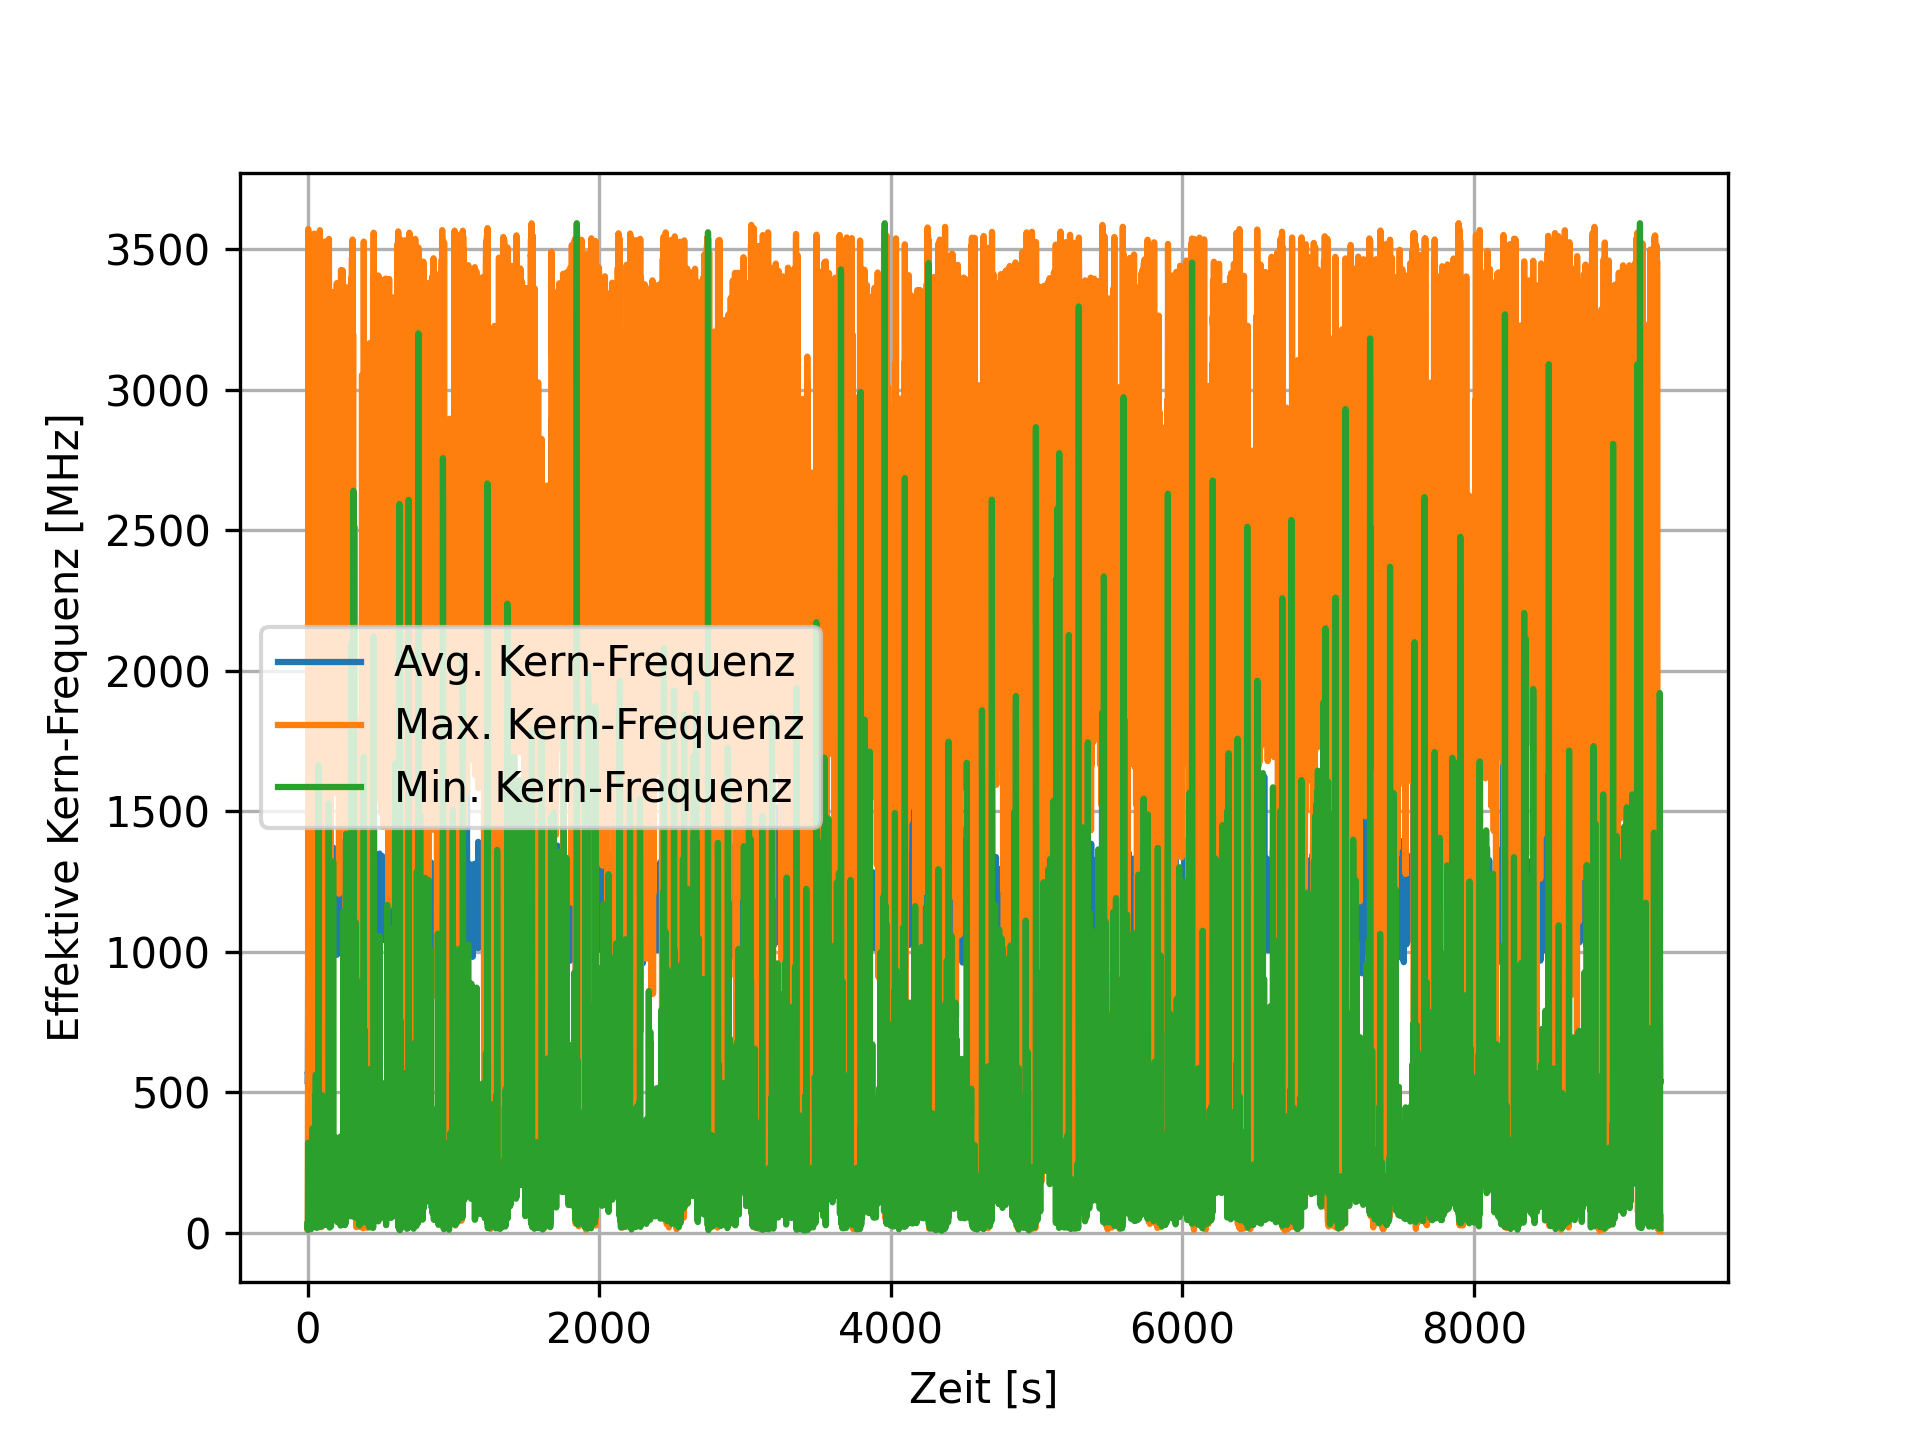 Effektive Kern-Frequenz [MHz]
3500
3000
2500
2000
1500
1000
500
0
Avg. Kern-Frequenz
Max. Kern-Frequenz
Min. Kern-Frequenz
0 2000 4000 6000 8000
Zeit [s]